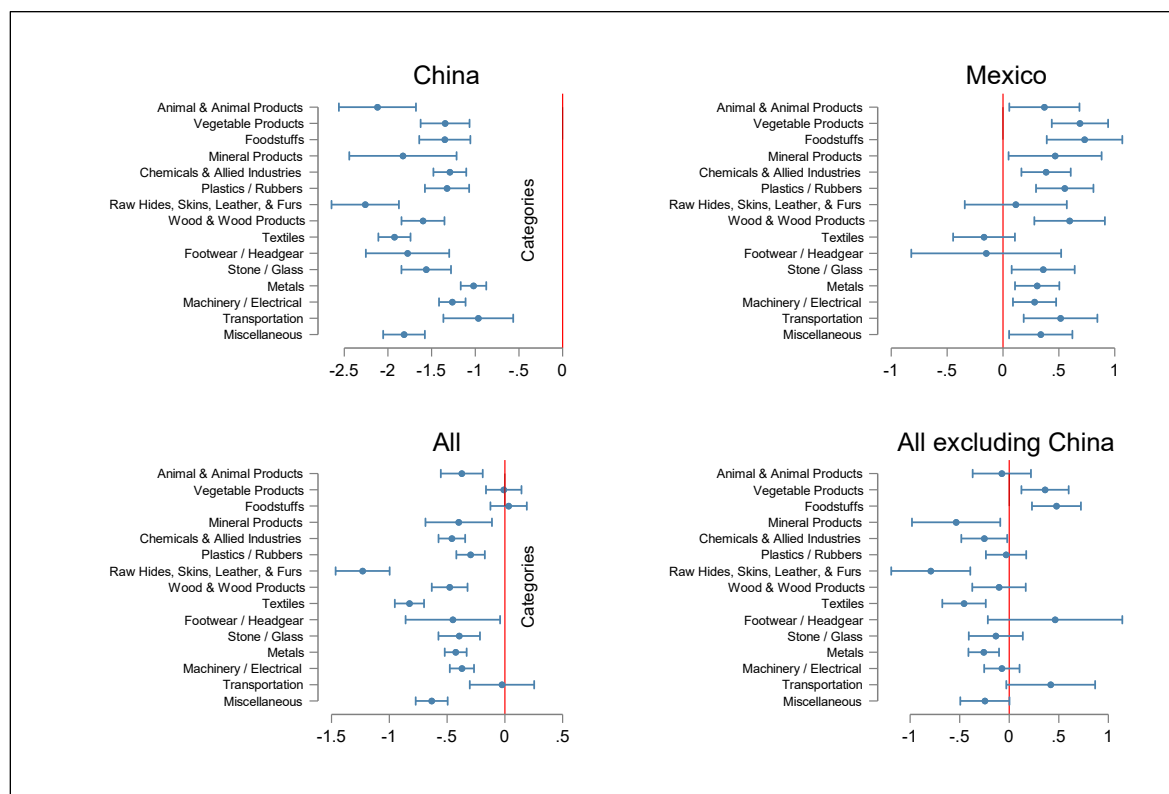 China
Animal & Animal Products
Vegetable Products
Foodstuffs
Mineral Products
Chemicals & Allied Industries
Plastics / Rubbers
Raw Hides, Skins, Leather, & Furs
Wood & Wood Products
Textiles
Footwear / Headgear
Stone / Glass
Metals
Machinery / Electrical
Transportation
Miscellaneous
-2.5 -2 -1.5 -1 -.5 0
Categories
Mexico
Animal & Animal Products
Vegetable Products
Foodstuffs
Mineral Products
Chemicals & Allied Industries
Plastics / Rubbers
Raw Hides, Skins, Leather, & Furs
Wood & Wood Products
Textiles
Footwear / Headgear
Stone / Glass
Metals
Machinery / Electrical
Transportation
Miscellaneous
-1 -.5 0 .5 1
All
Animal & Animal Products
Vegetable Products
Foodstuffs
Mineral Products
Chemicals & Allied Industries
Plastics / Rubbers
Raw Hides, Skins, Leather, & Furs
Wood & Wood Products
Textiles
Footwear / Headgear
Stone / Glass
Metals
Machinery / Electrical
Transportation
Miscellaneous
-1.5 -1 -.5 0 .5
Categories
All excluding China
Animal & Animal Products
Vegetable Products
Foodstuffs
Mineral Products
Chemicals & Allied Industries
Plastics / Rubbers
Raw Hides, Skins, Leather, & Furs
Wood & Wood Products
Textiles
Footwear / Headgear
Stone / Glass
Metals
Machinery / Electrical
Transportation
Miscellaneous
-1 -.5 0 .5 1